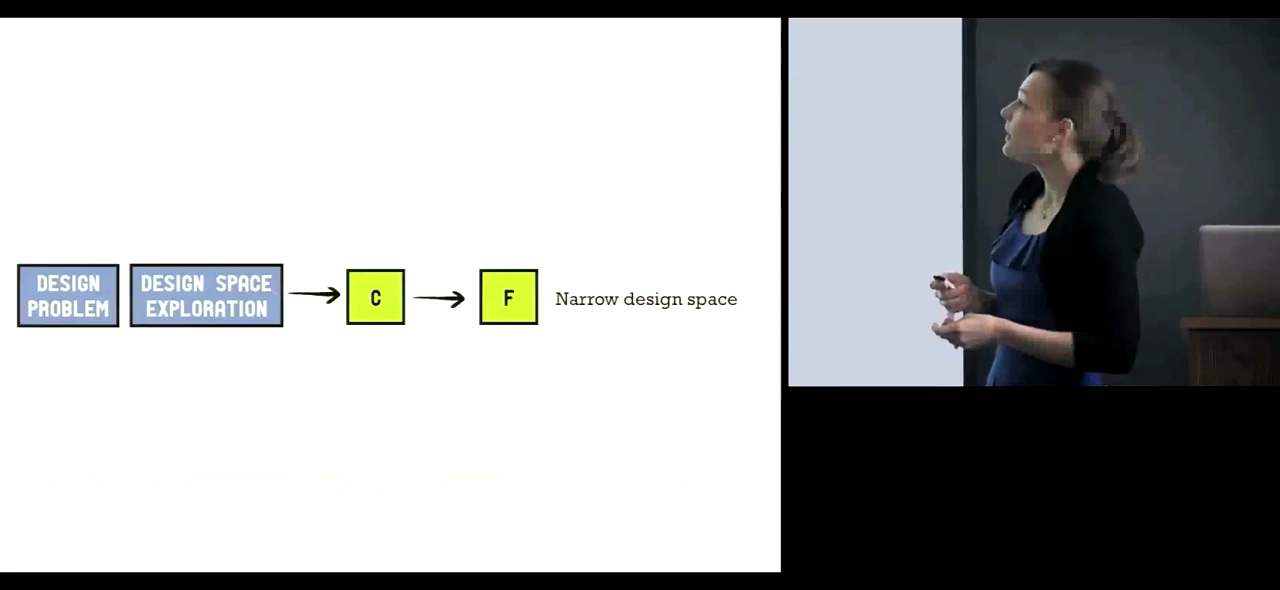 DESIGN
PROBLEM
DESIGN SPACE
EXPLORATION
C
F
Narrow design space